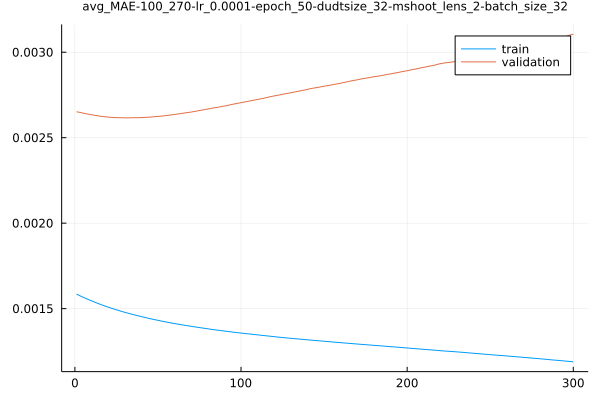 avg_MAE-100_270-lr_0.0001-epoch_50-dudtsize_32-mshoot_lens_2-batch_size_32
train
validation
0.0030
0.0025
0.0020
0.0015
0
100
200
300